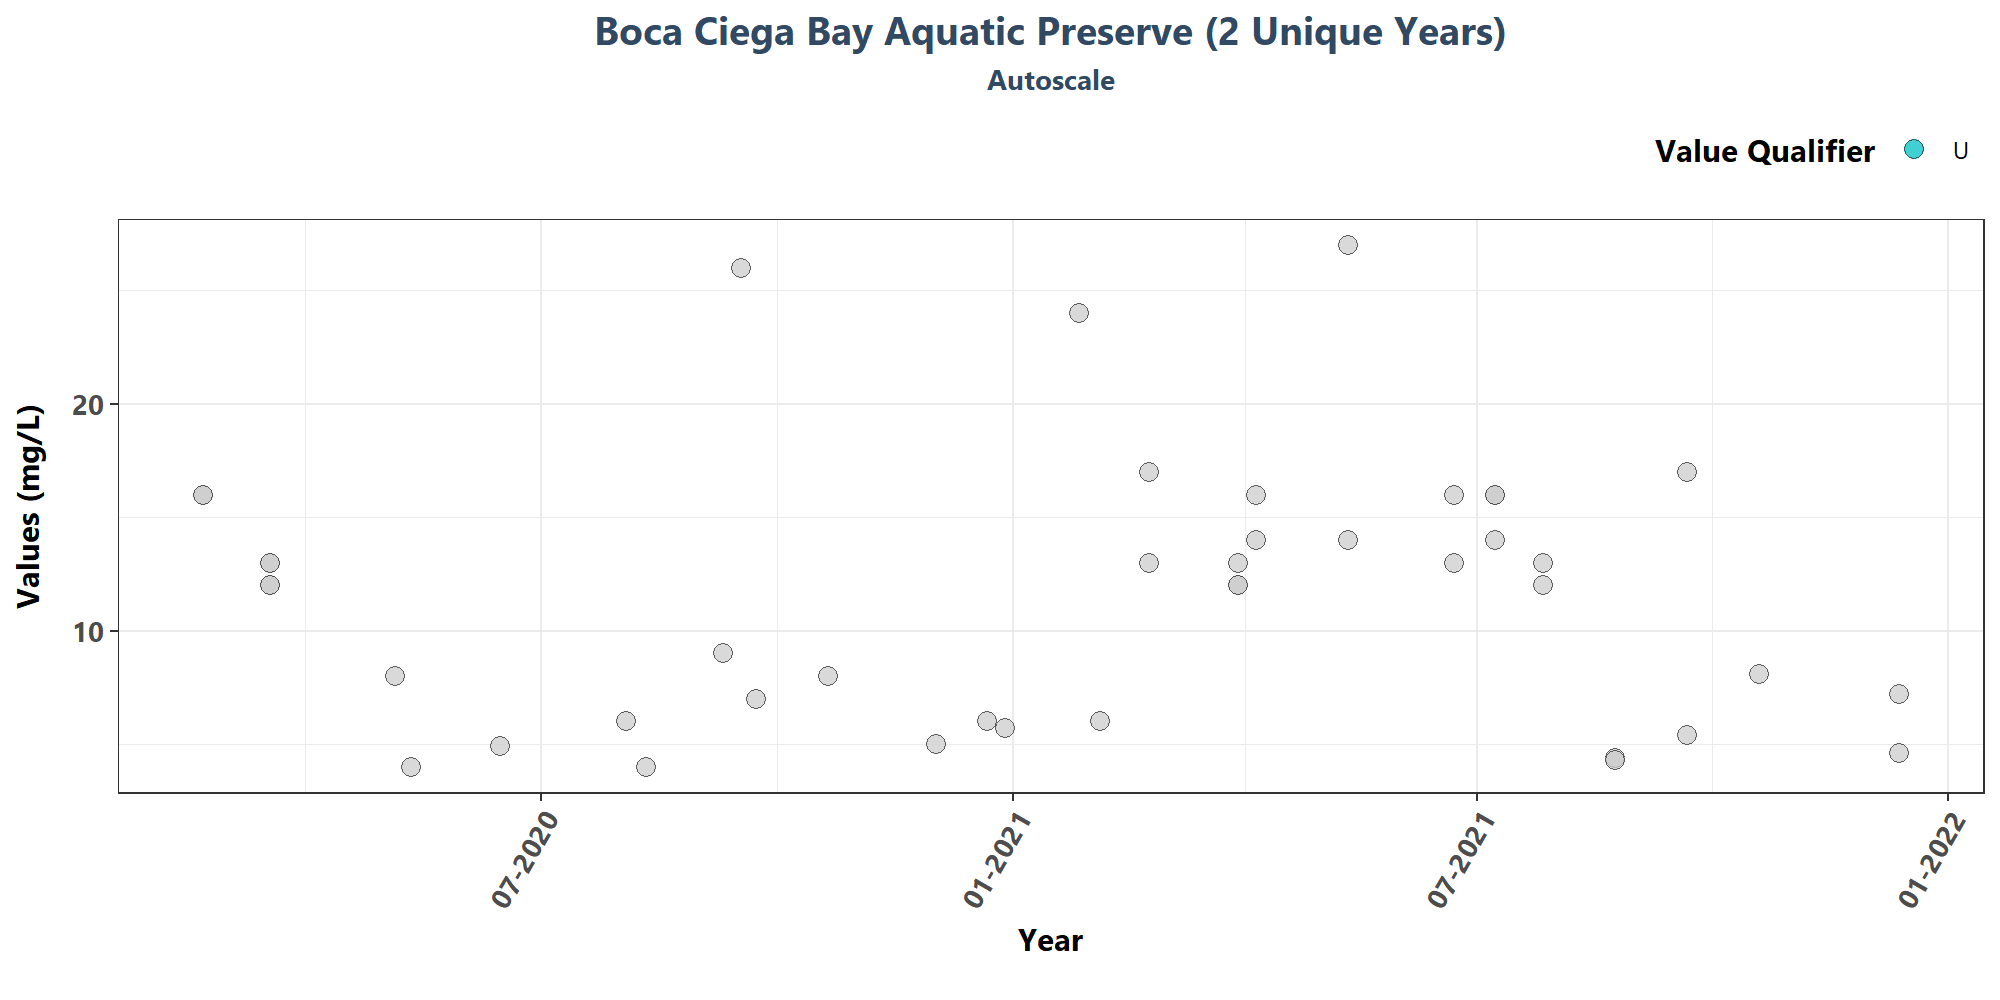 Boca Ciega Bay Aquatic Preserve (2 Unique Years)
Autoscale
Value Qualifier U
Values (mg/L)
20
10
07-2020
01-2021
07-2021
01-2022
Year